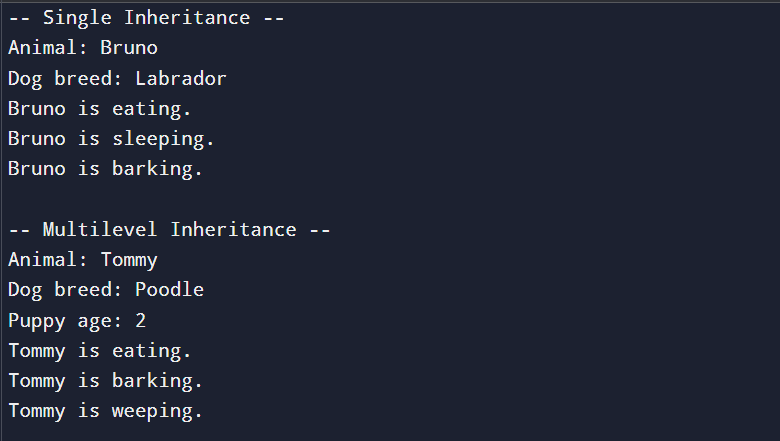 -- Single Inheritance --
Animal: Bruno
Dog breed: Labrador
Bruno is eating.
Bruno is sleeping.
Bruno is barking.
-- Multilevel Inheritance --
Animal: Tommy
Dog breed: Poodle
Puppy age: 2
Tommy is eating.
Tommy is barking.
Tommy is weeping.